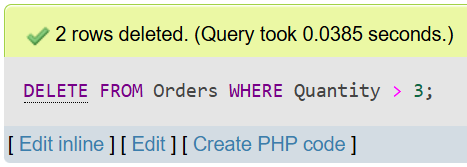 2 rows deleted. (Query took 0.0385 seconds.)
DELETE FROM Orders WHERE Quantity > 3;
[ Edit inline ] [ Edit ] [ Create PHP code ]